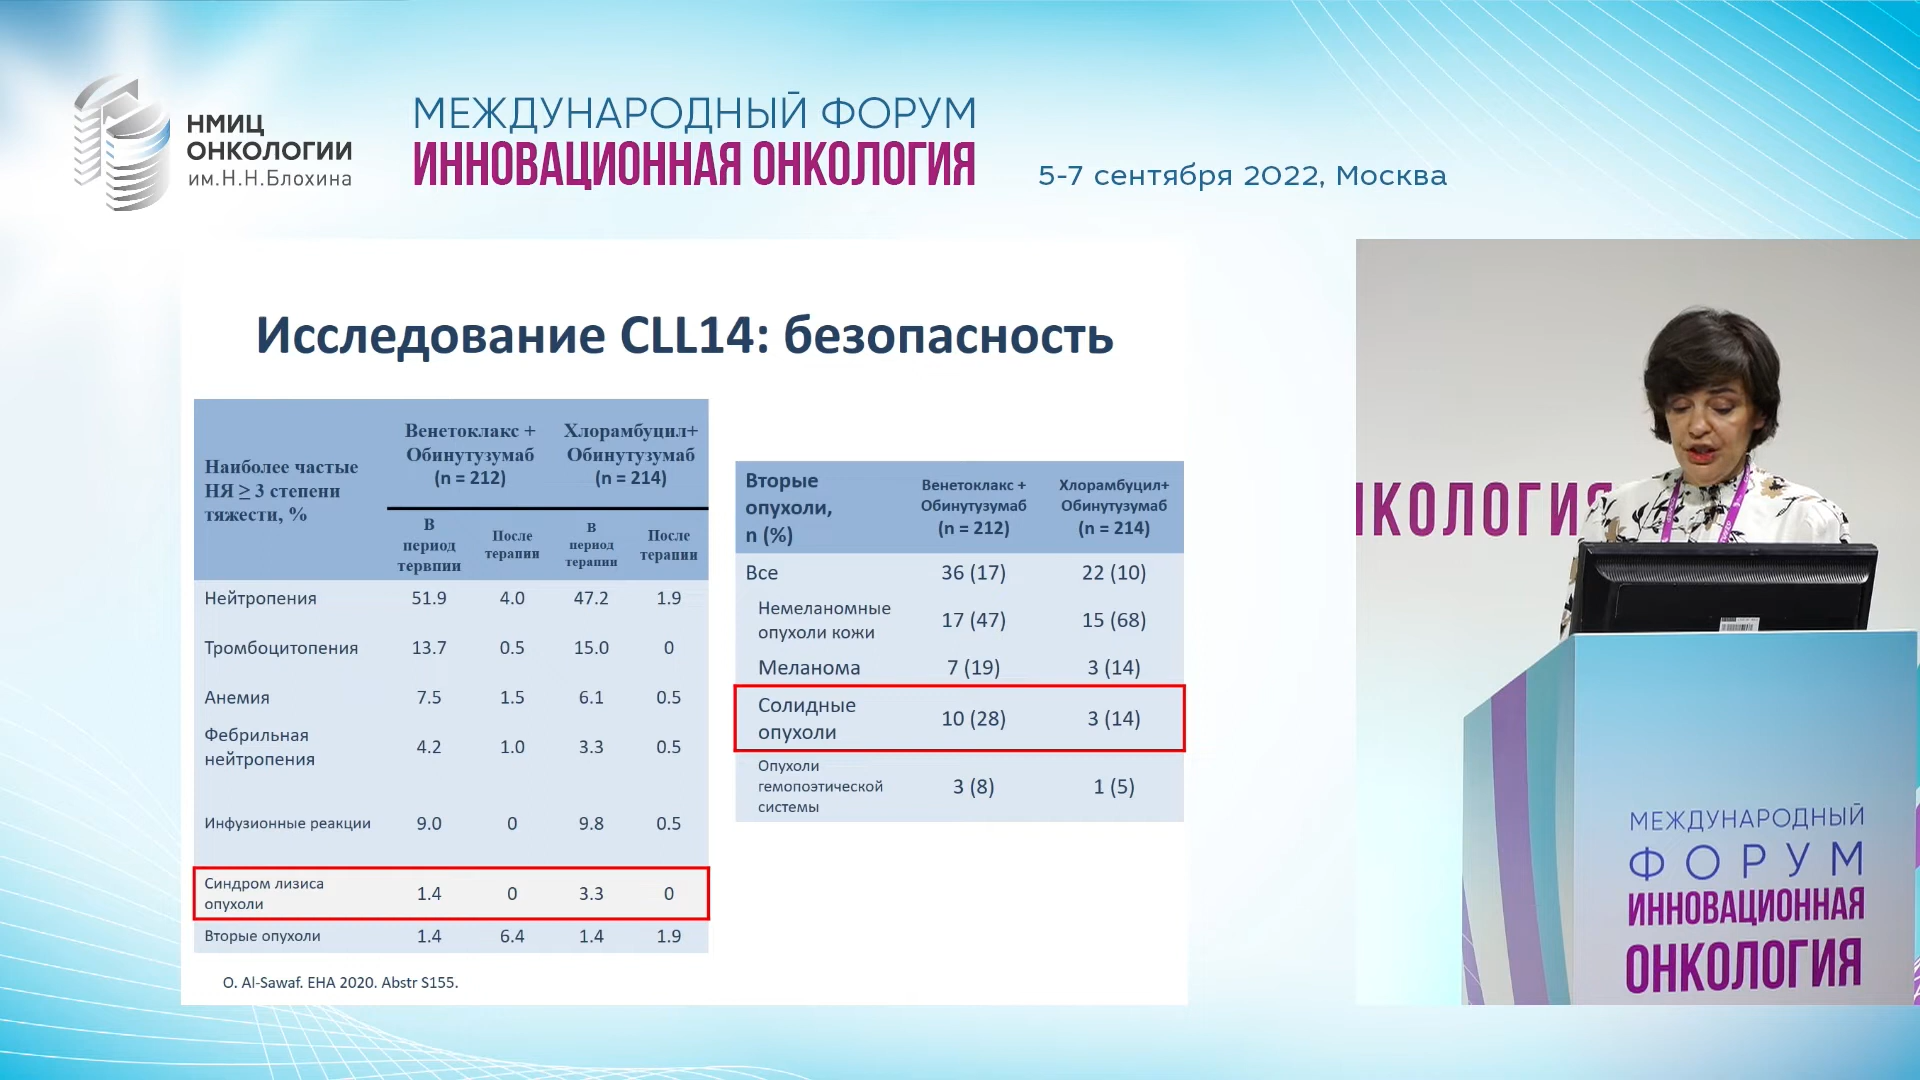 НМИЦ
ОНКОЛОГИИ
им.Н.Н.Блохина
МЕЖДУНАРОДНЫЙ ФОРУМ
ИННОВАЦИОННАЯ ОНКОЛОГИЯ
5-7 сентября 2022, Москва
Исследование CLL14: безопасность
Наиболее частые
НЯ ≥ 3 степени
тяжести, %
Венетоклакс +
Обинутузумаб
(n = 212)
Хлорамбуцил+
Обинутузумаб
(n = 214)
В
период
тервпии
После
терапии
В
период
терапии
После
терапии
Нейтропения 51.9 4.0 47.2 1.9
Тромбоцитопения 13.7 0.5 15.0 0
Анемия 7.5 1.5 6.1 0.5
Фебрильная
нейтропения 4.2 1.0 3.3 0.5
Инфузионные реакции 9.0 0 9.8 0.5
Синдром лизиса
опухоли 1.4 0 3.3 0
Вторые опухоли 1.4 6.4 1.4 1.9
O. Al-Sawaf. EHA 2020. Abstr S155.
Вторые
опухоли,
n (%)
Венетоклакс +
Обинутузумаб
(n = 212)
Хлорамбуцил+
Обинутузумаб
(n = 214)
Все 36 (17) 22 (10)
Немеланомные
опухоли кожи 17 (47) 15 (68)
Меланома 7 (19) 3 (14)
Солидные
опухоли 10 (28) 3 (14)
Опухоли
гемопоэтической
системы 3 (8) 1 (5)
НКОЛОГИЯ
МЕЖДУНАРОДНЫЙ
ФОРУМ
ИННОВАЦИОННАЯ
ОНКОЛОГИЯ